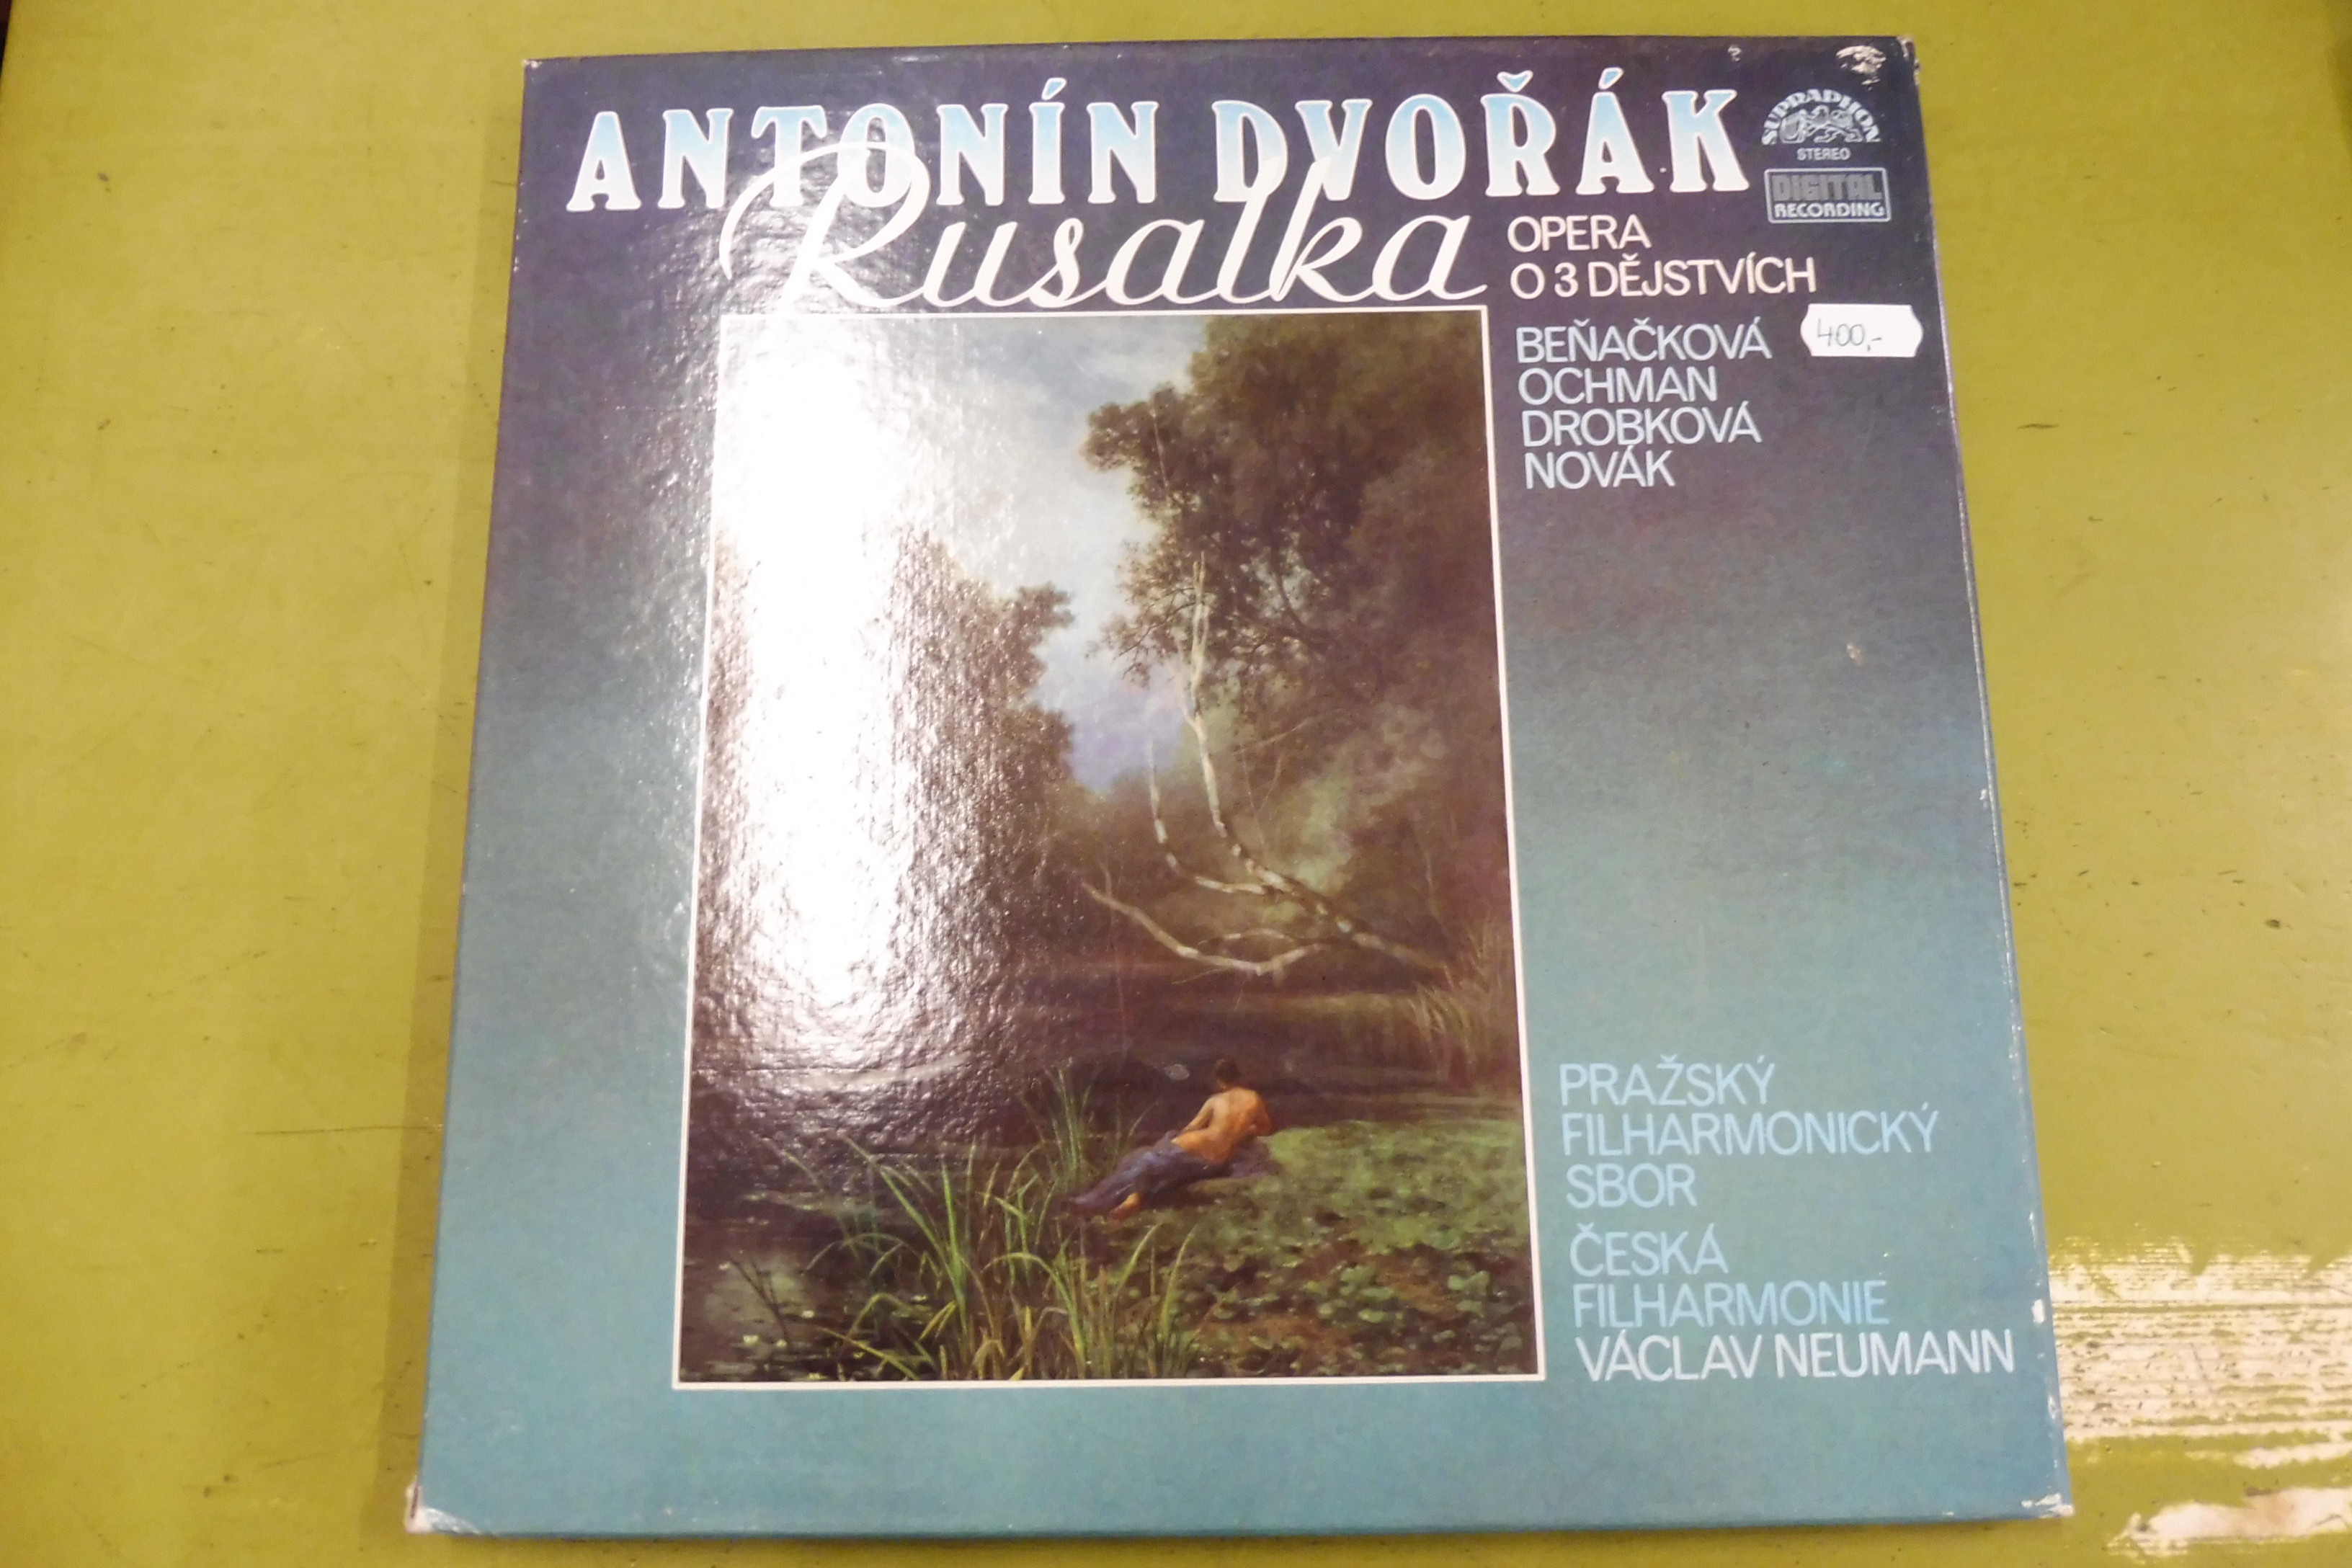 ANTONÍN DVOŘÁK
Rusalka
SUPRAPHON
STEREO
DIGITAL
RECORDING
OPERA
O 3 DĚJSTVÍCH
400,-
BEŇAČKOVÁ
OCHMAN
DROBKOVÁ
NOVÁK
PRAŽSKÝ
FILHARMONICKÝ
SBOR
ČESKÁ
FILHARMONIE
VÁCLAV NEUMANN